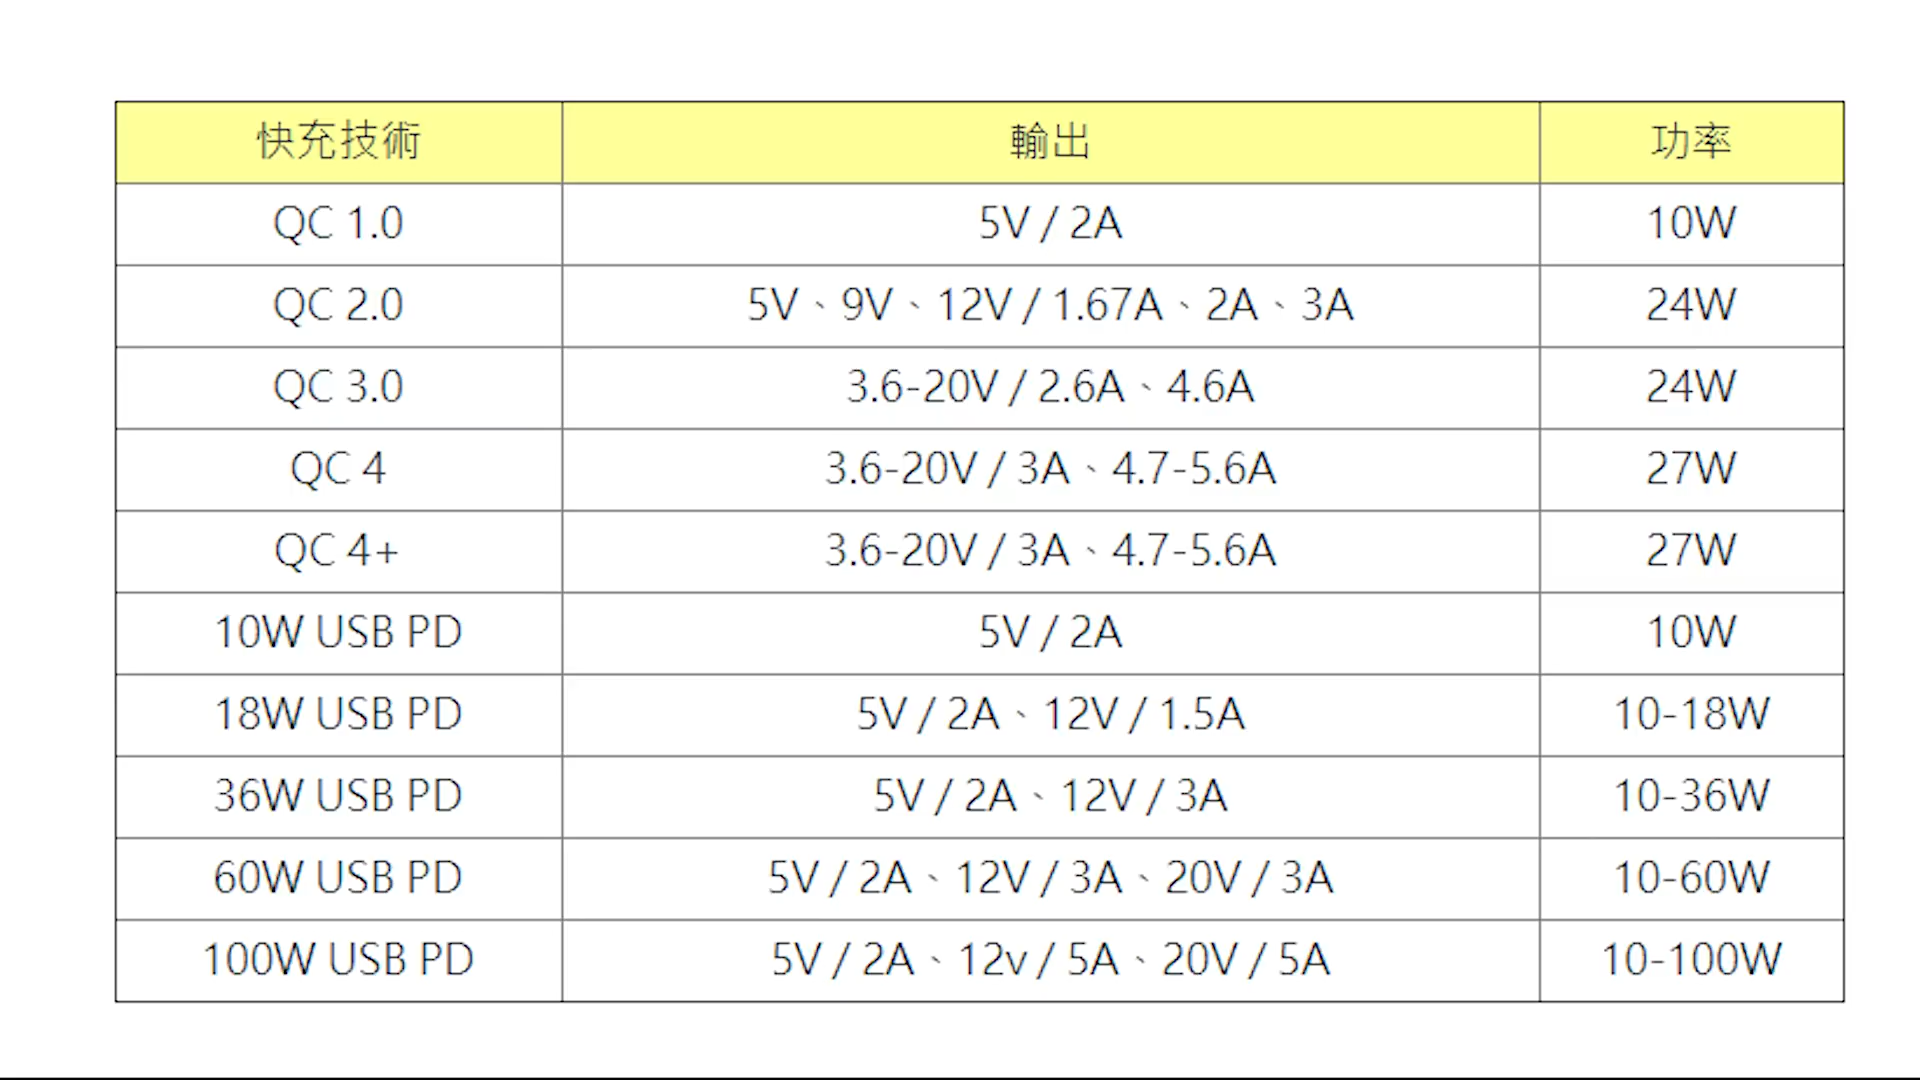 快充技術 輸出 功率
QC 1.0 5V / 2A 10W
QC 2.0 5V、9V、12V / 1.67A、2A、3A 24W
QC 3.0 3.6-20V / 2.6A、4.6A 24W
QC 4 3.6-20V / 3A、4.7-5.6A 27W
QC 4+ 3.6-20V / 3A、4.7-5.6A 27W
10W USB PD 5V / 2A 10W
18W USB PD 5V / 2A、12V / 1.5A 10-18W
36W USB PD 5V / 2A、12V / 3A 10-36W
60W USB PD 5V / 2A、12V / 3A、20V / 3A 10-60W
100W USB PD 5V / 2A、12v / 5A、20V / 5A 10-100W